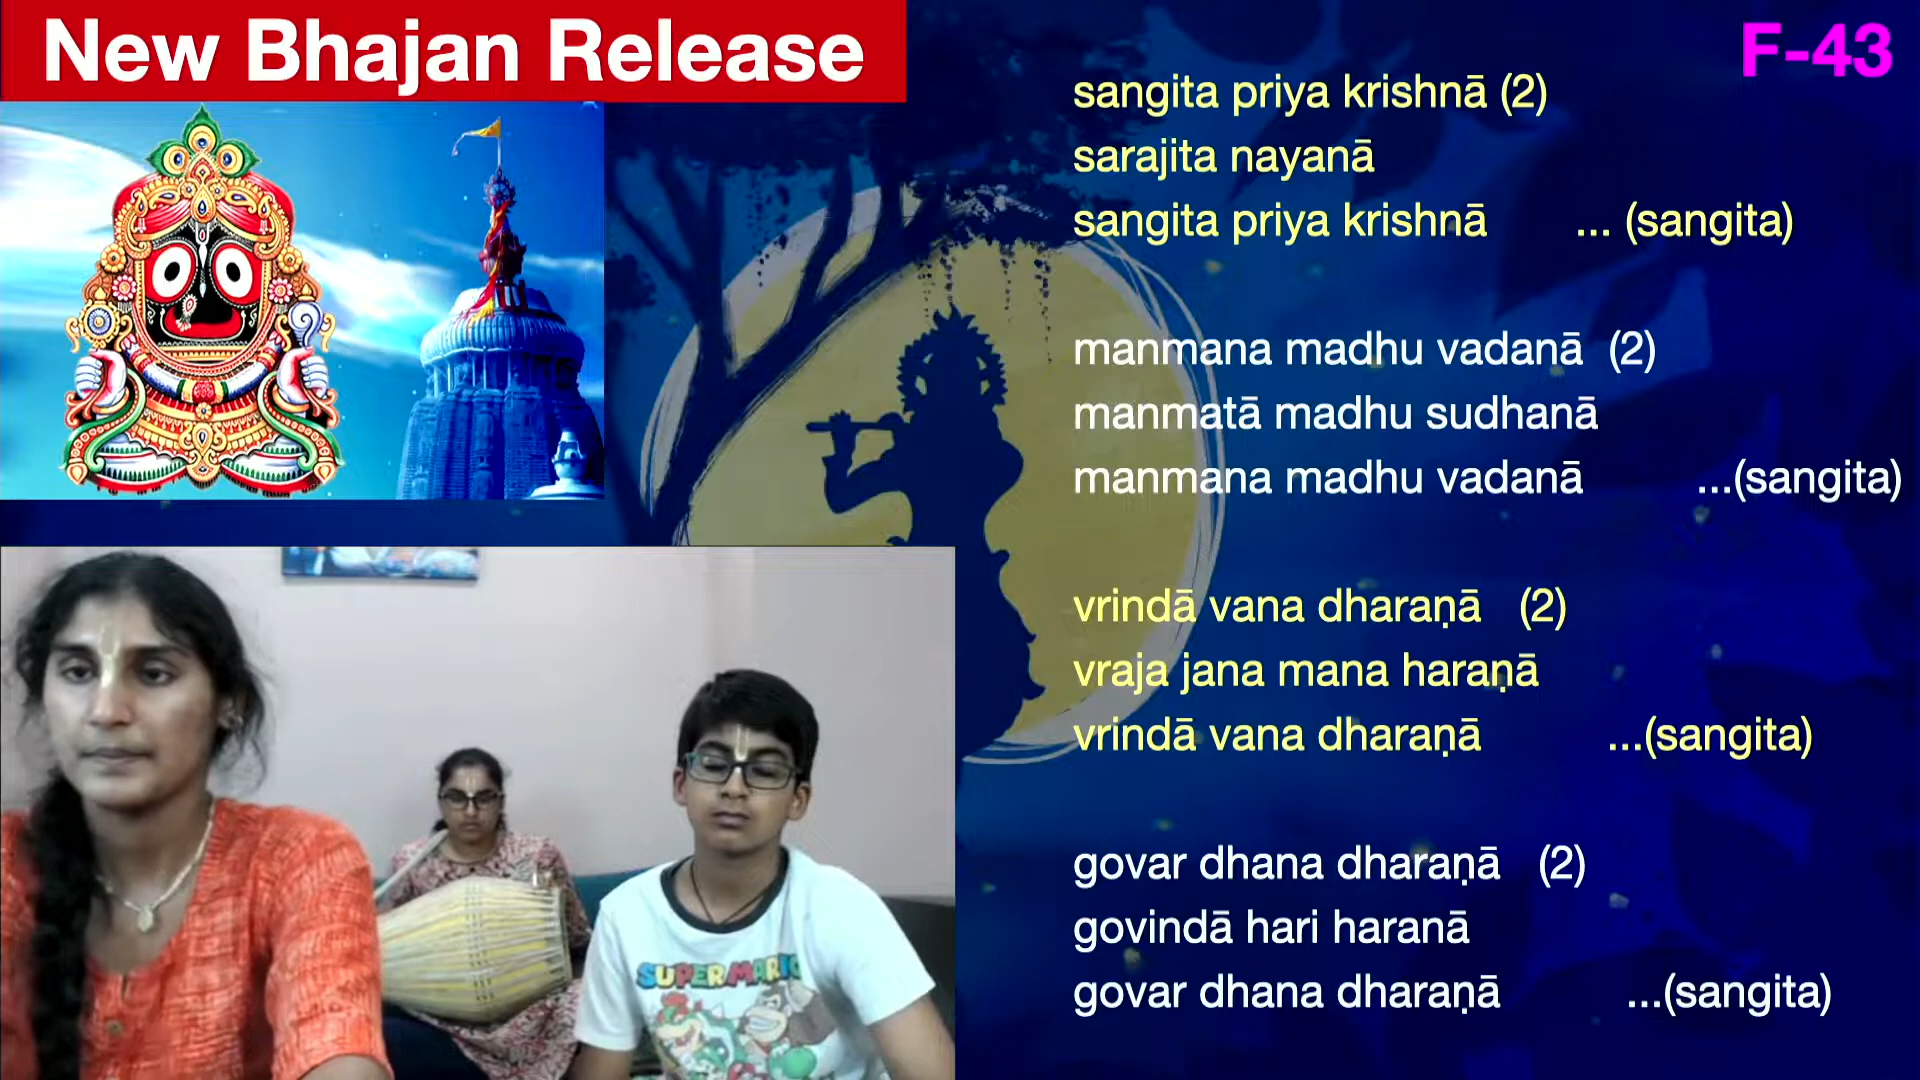 New Bhajan Release
F-43
sangita priya krishnā (2)
sarajita nayanā
sangita priya krishnā ... (sangita)
manmana madhu vadanā (2)
manmatā madhu sudhanā
manmana madhu vadanā ...(sangita)
vrindā vana dharaṇā (2)
vraja jana mana haraṇā
vrindā vana dharaṇā ...(sangita)
govar dhana dharaṇā (2)
govindā hari haranā
govar dhana dharaṇā ...(sangita)
SUPER MARIO